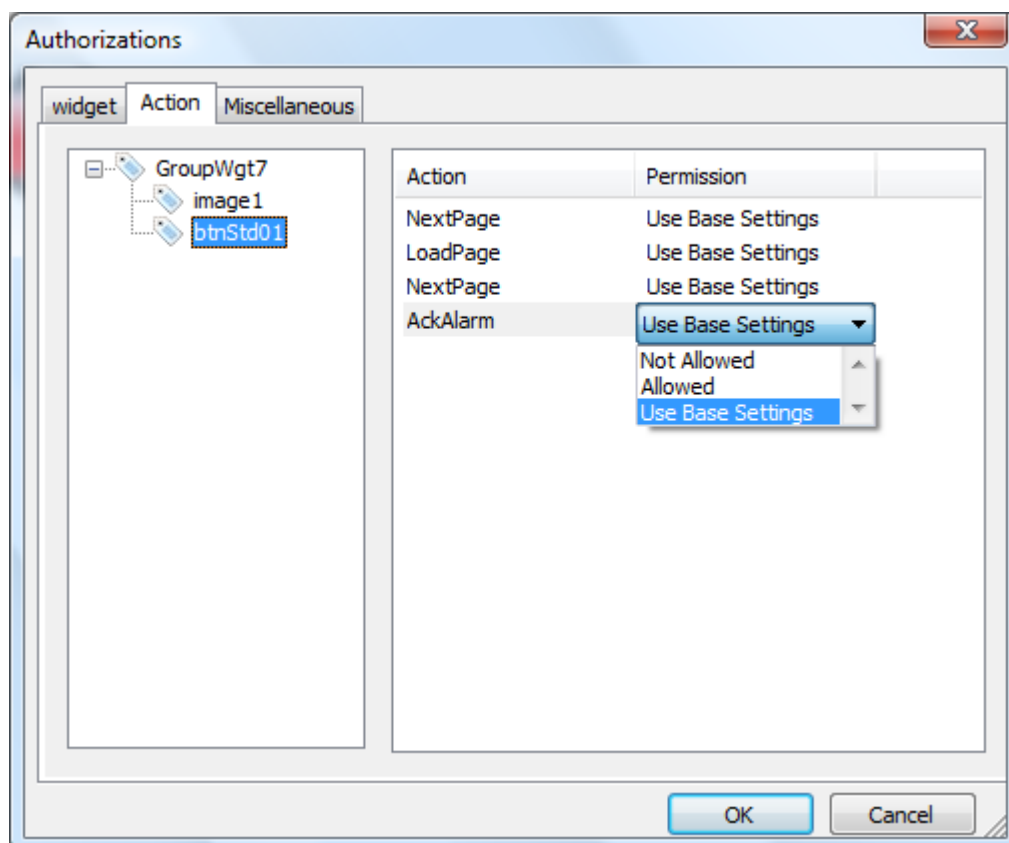 Authorizations
widget Action Miscellaneous
GroupWgt7
image1
btnStd01
Action Permission
NextPage Use Base Settings
LoadPage Use Base Settings
NextPage Use Base Settings
AckAlarm Use Base Settings
Not Allowed
Allowed
Use Base Settings
OK Cancel